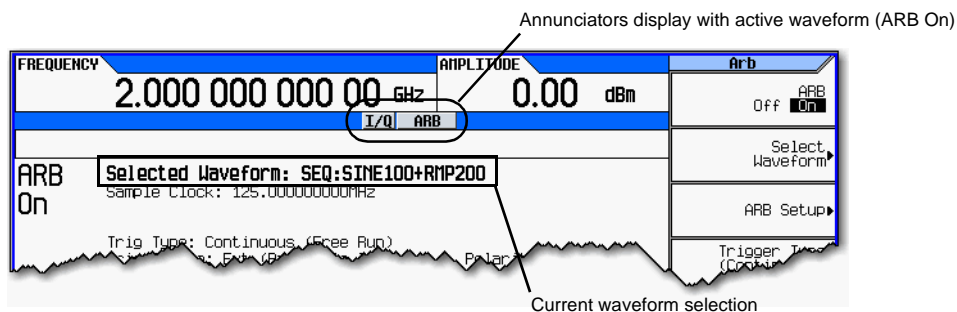 Annunciators display with active waveform (ARB On)
FREQUENCY
AMPLITUDE
Arb
2.000 000 000 00 GHz
0.00 dBm
ARB
Off On
I/Q ARB
Select
Waveform
ARB
On
Selected Waveform: SEQ:SINE100+RMP200
Sample Clock: 125.000000000MHz
ARB Setup
Trig Type: Continuous (Free Run)
Trigger Type
Current waveform selection